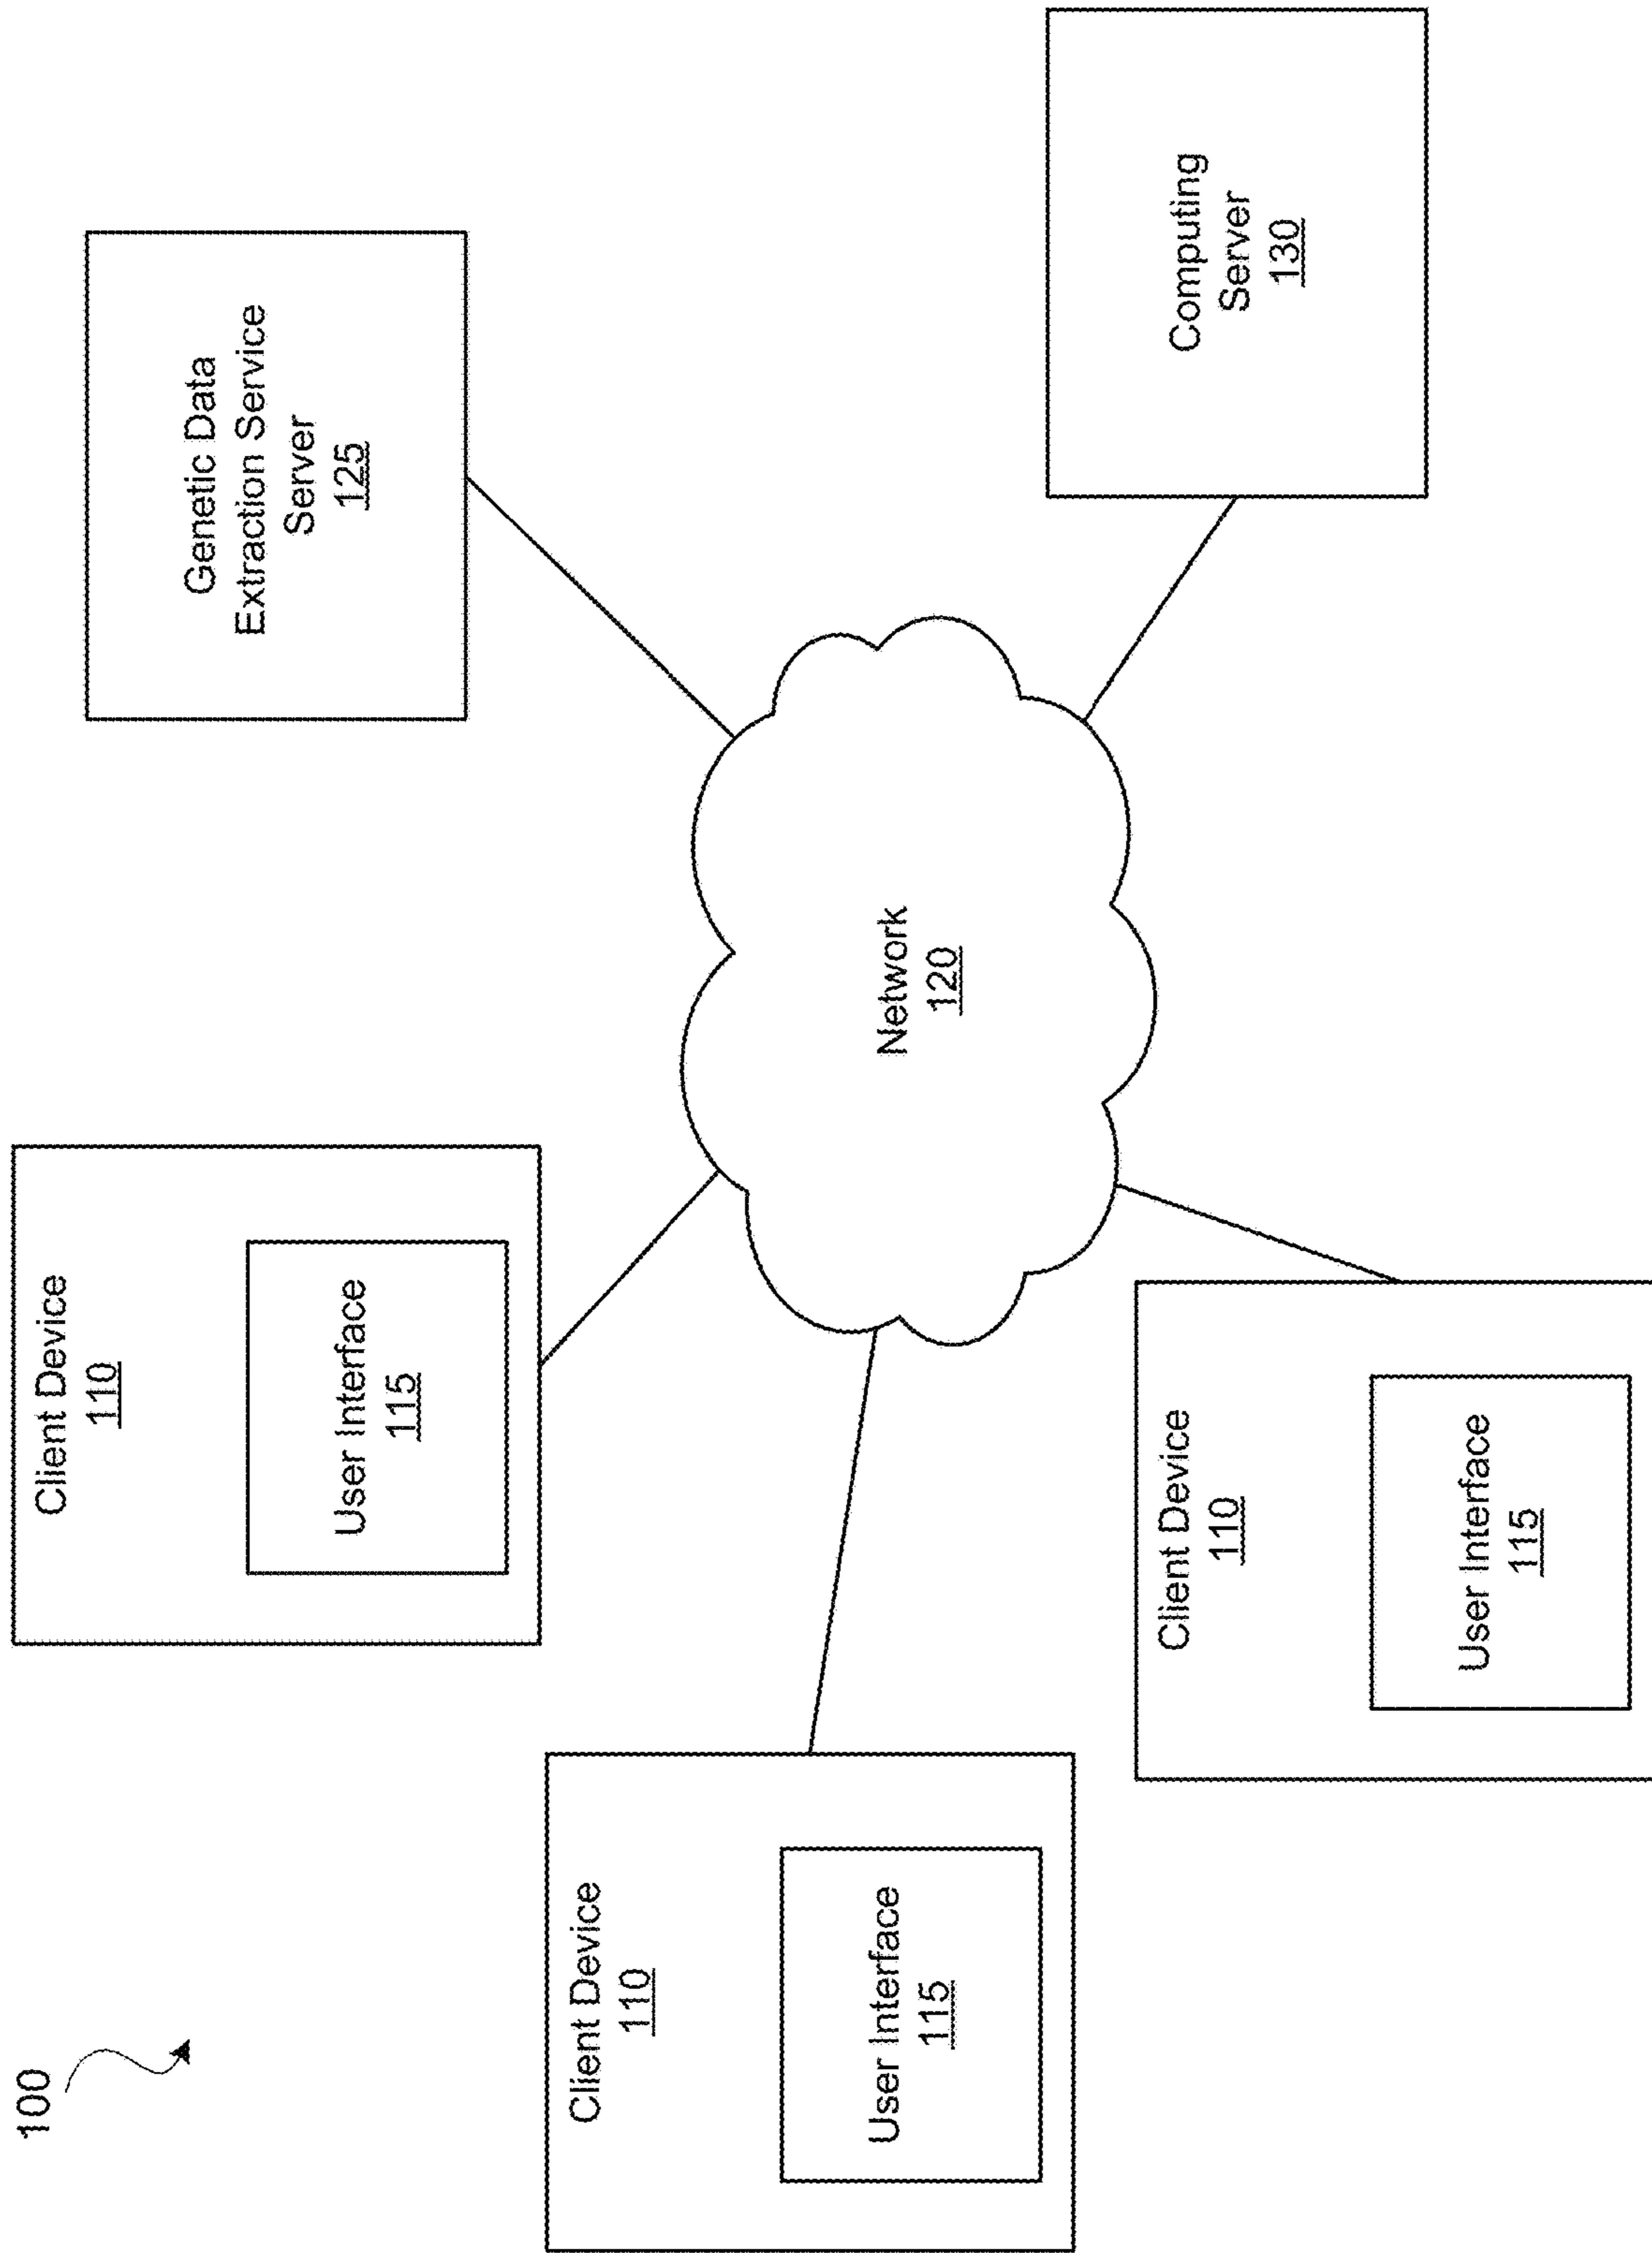 100
Client Device
110
User Interface
115
Client Device
110
User Interface
115
Client Device
110
User Interface
115
Network
120
Genetic Data
Extraction Service
Server
125
Computing
Server
130